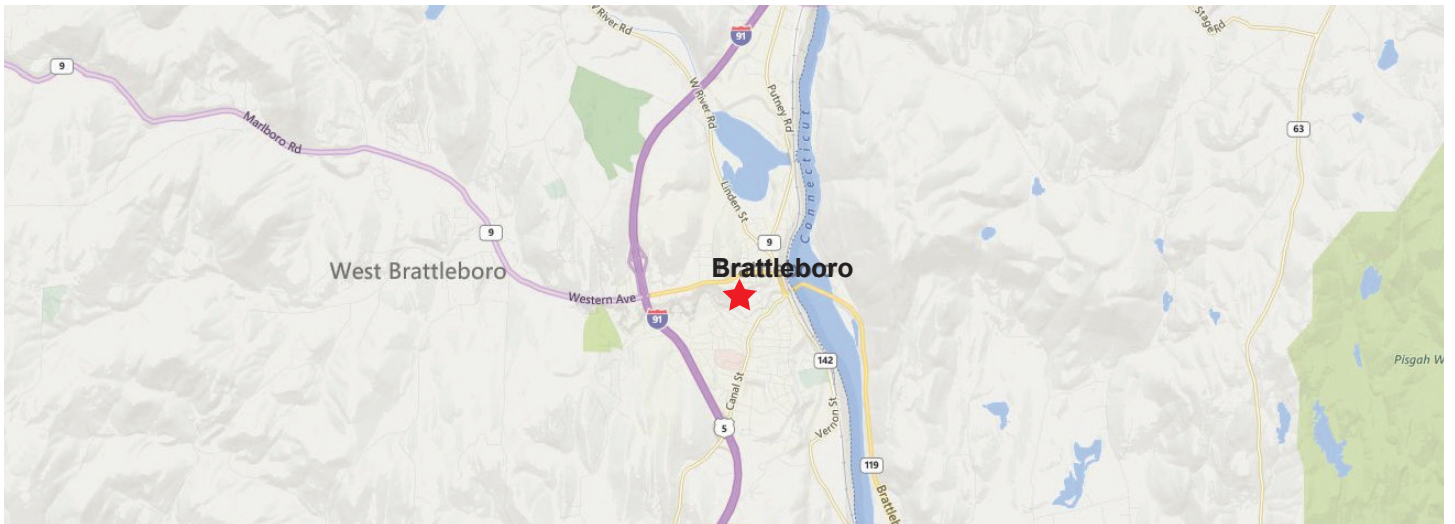 W River Rd
91
Stage Rd
9
W River Rd
Putney Rd
Marlboro Rd
63
Connecticut
Linden St
9
9
West Brattleboro
Brattleboro
Western Ave
91
142
Pisgah W
Canal St
Vernon St
5
119
Brattleb